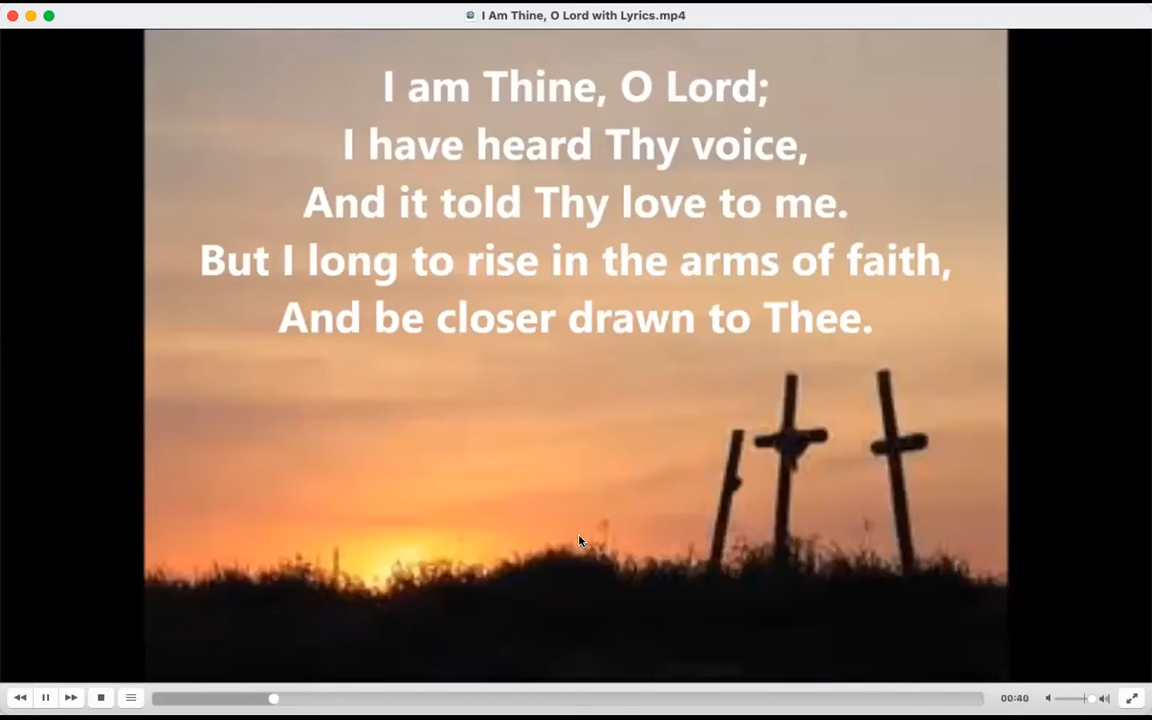 I Am Thine, O Lord with Lyrics.mp4
I am Thine, O Lord;
I have heard Thy voice,
And it told Thy love to me.
But I long to rise in the arms of faith,
And be closer drawn to Thee.
00:40